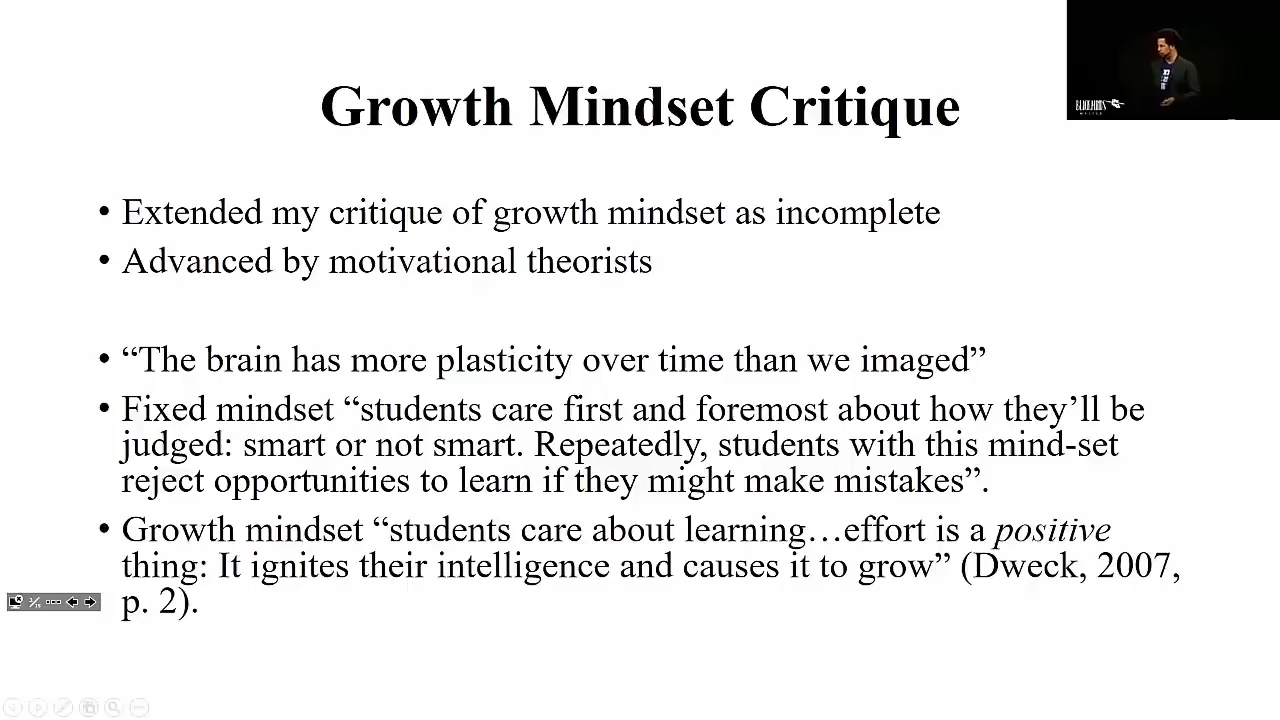 Growth Mindset Critique
• Extended my critique of growth mindset as incomplete
• Advanced by motivational theorists
• “The brain has more plasticity over time than we imaged”
• Fixed mindset “students care first and foremost about how they’ll be
judged: smart or not smart. Repeatedly, students with this mind-set
reject opportunities to learn if they might make mistakes”.
• Growth mindset “students care about learning…effort is a positive
thing: It ignites their intelligence and causes it to grow” (Dweck, 2007,
p. 2).